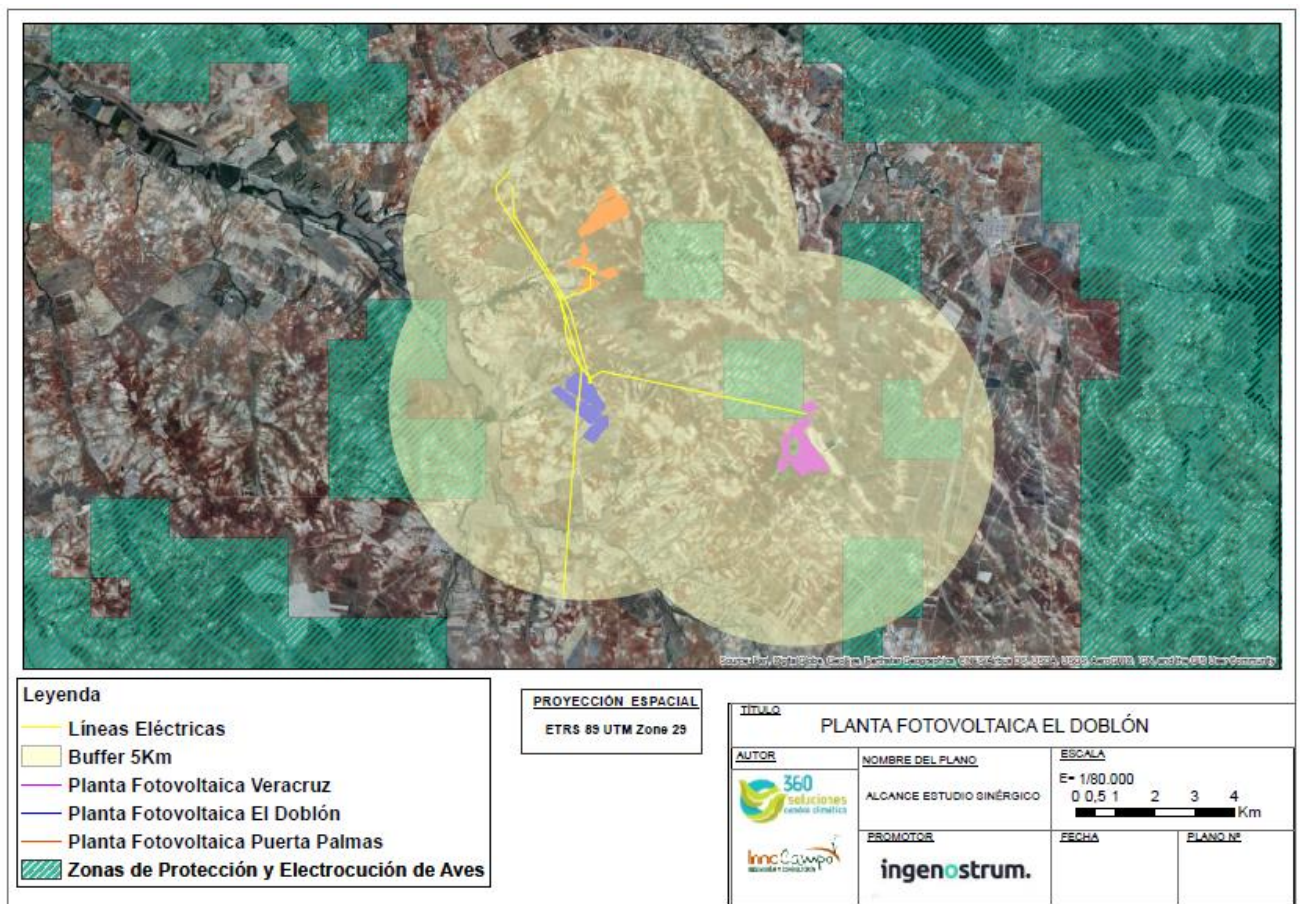 Leyenda
Líneas Eléctricas
Buffer 5Km
Planta Fotovoltaica Veracruz
Planta Fotovoltaica El Doblón
Planta Fotovoltaica Puerta Palmas
Zonas de Protección y Electrocución de Aves
PROYECCIÓN ESPACIAL
ETRS 89 UTM Zone 29
TÍTULO
PLANTA FOTOVOLTAICA EL DOBLÓN
AUTOR
360
soluciones
cambio climático
InnoCampo
NOMBRE DEL PLANO
ALCANCE ESTUDIO SINÉRGICO
ESCALA
E= 1/80.000
0 0,5 1 2 3 4
Km
PROMOTOR
ingenostrum.
FECHA
PLANO Nº